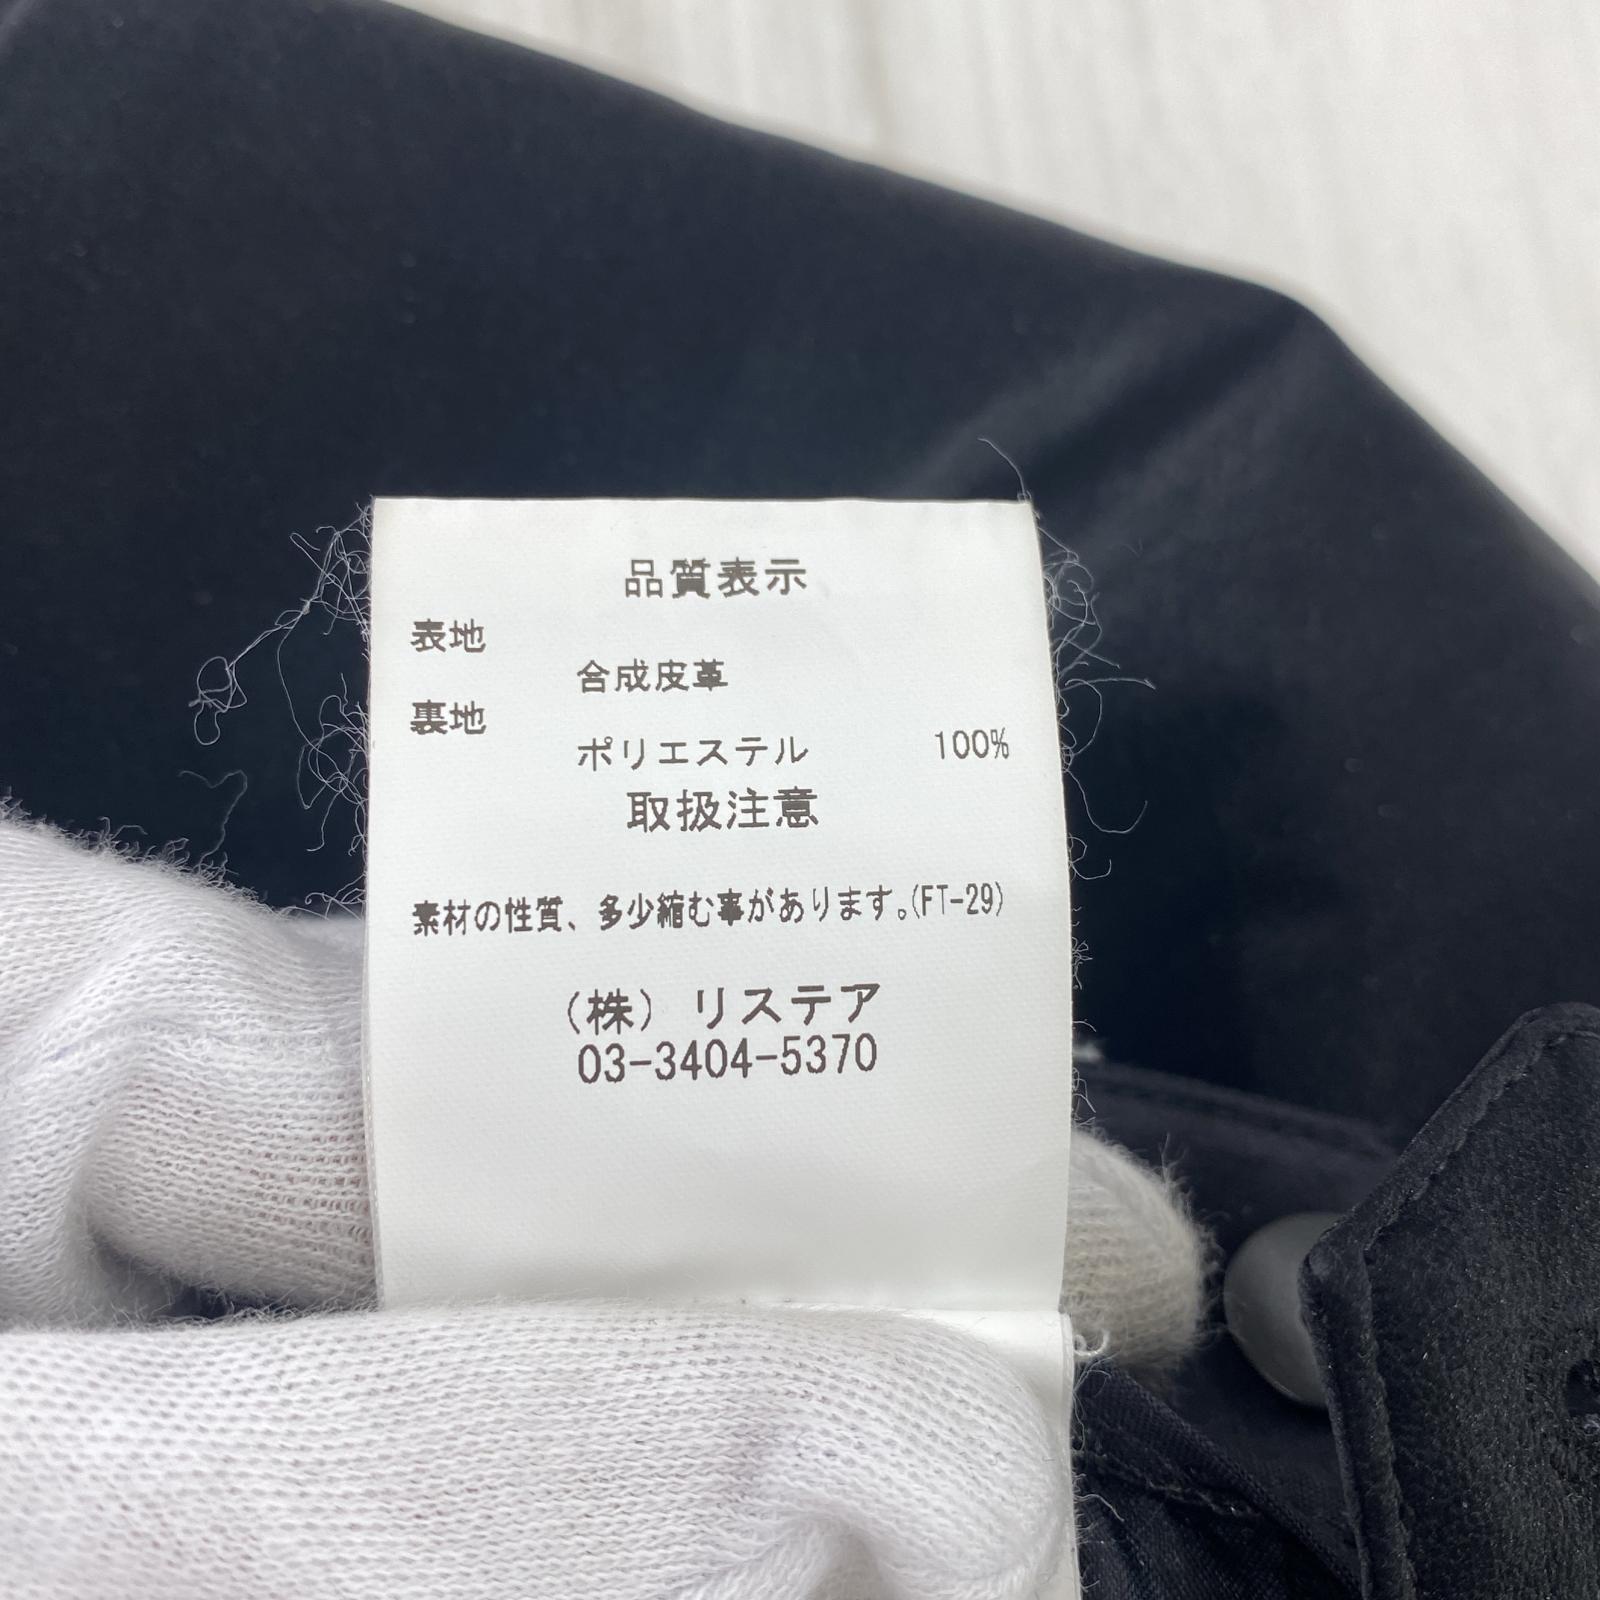 品質表示
表地
合成皮革
裏地
ポリエステル 100%
取扱注意
素材の性質、多少縮む事があります。(FT-29)
(株) リステア
03-3404-5370